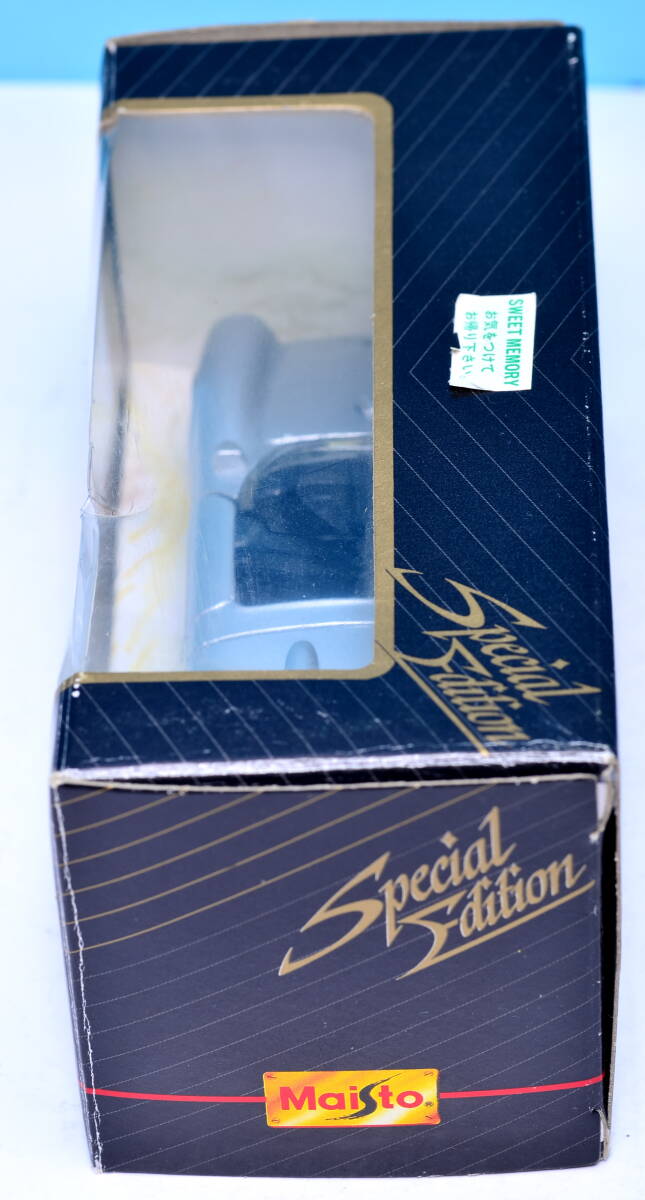 SWEET MEMORY
お気をつけて
お帰り下さい
Special
Edition
Special
Edition
Maisto®